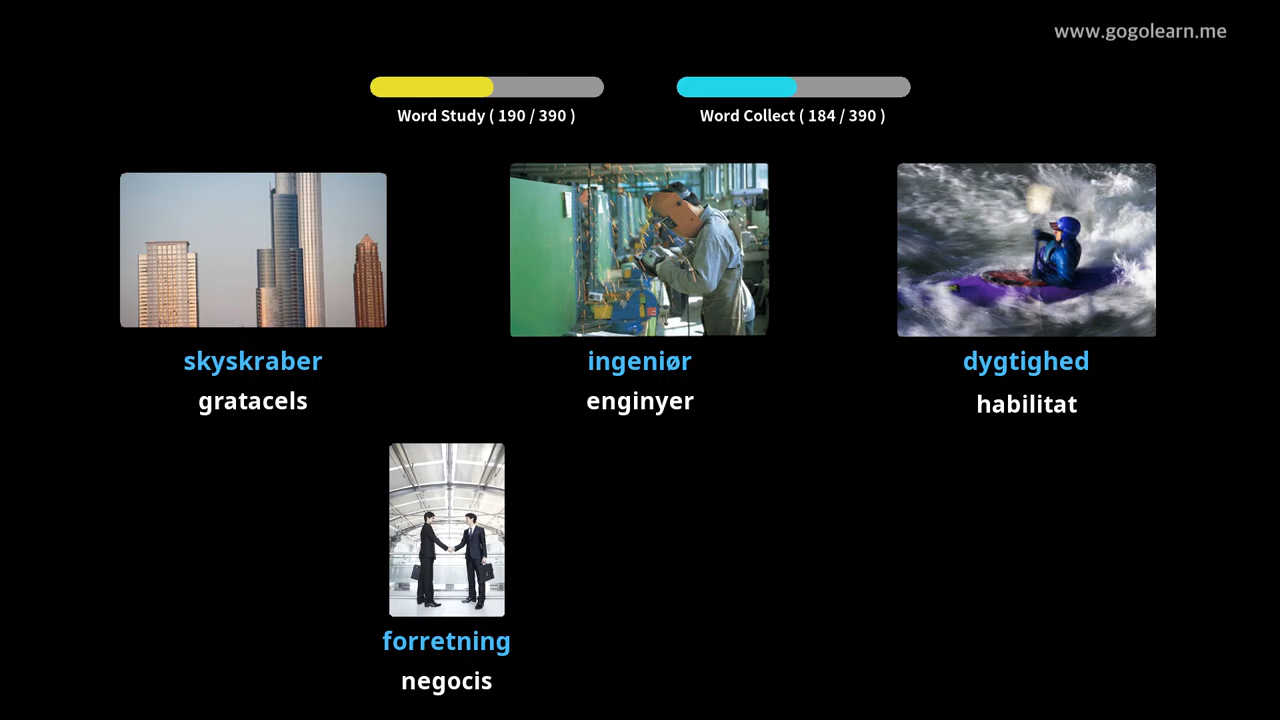 www.gogolearn.me
Word Study ( 190 / 390 )
Word Collect ( 184 / 390 )
skyskraber
gratacels
ingeniør
enginyer
dygtighed
habilitat
forretning
negocis